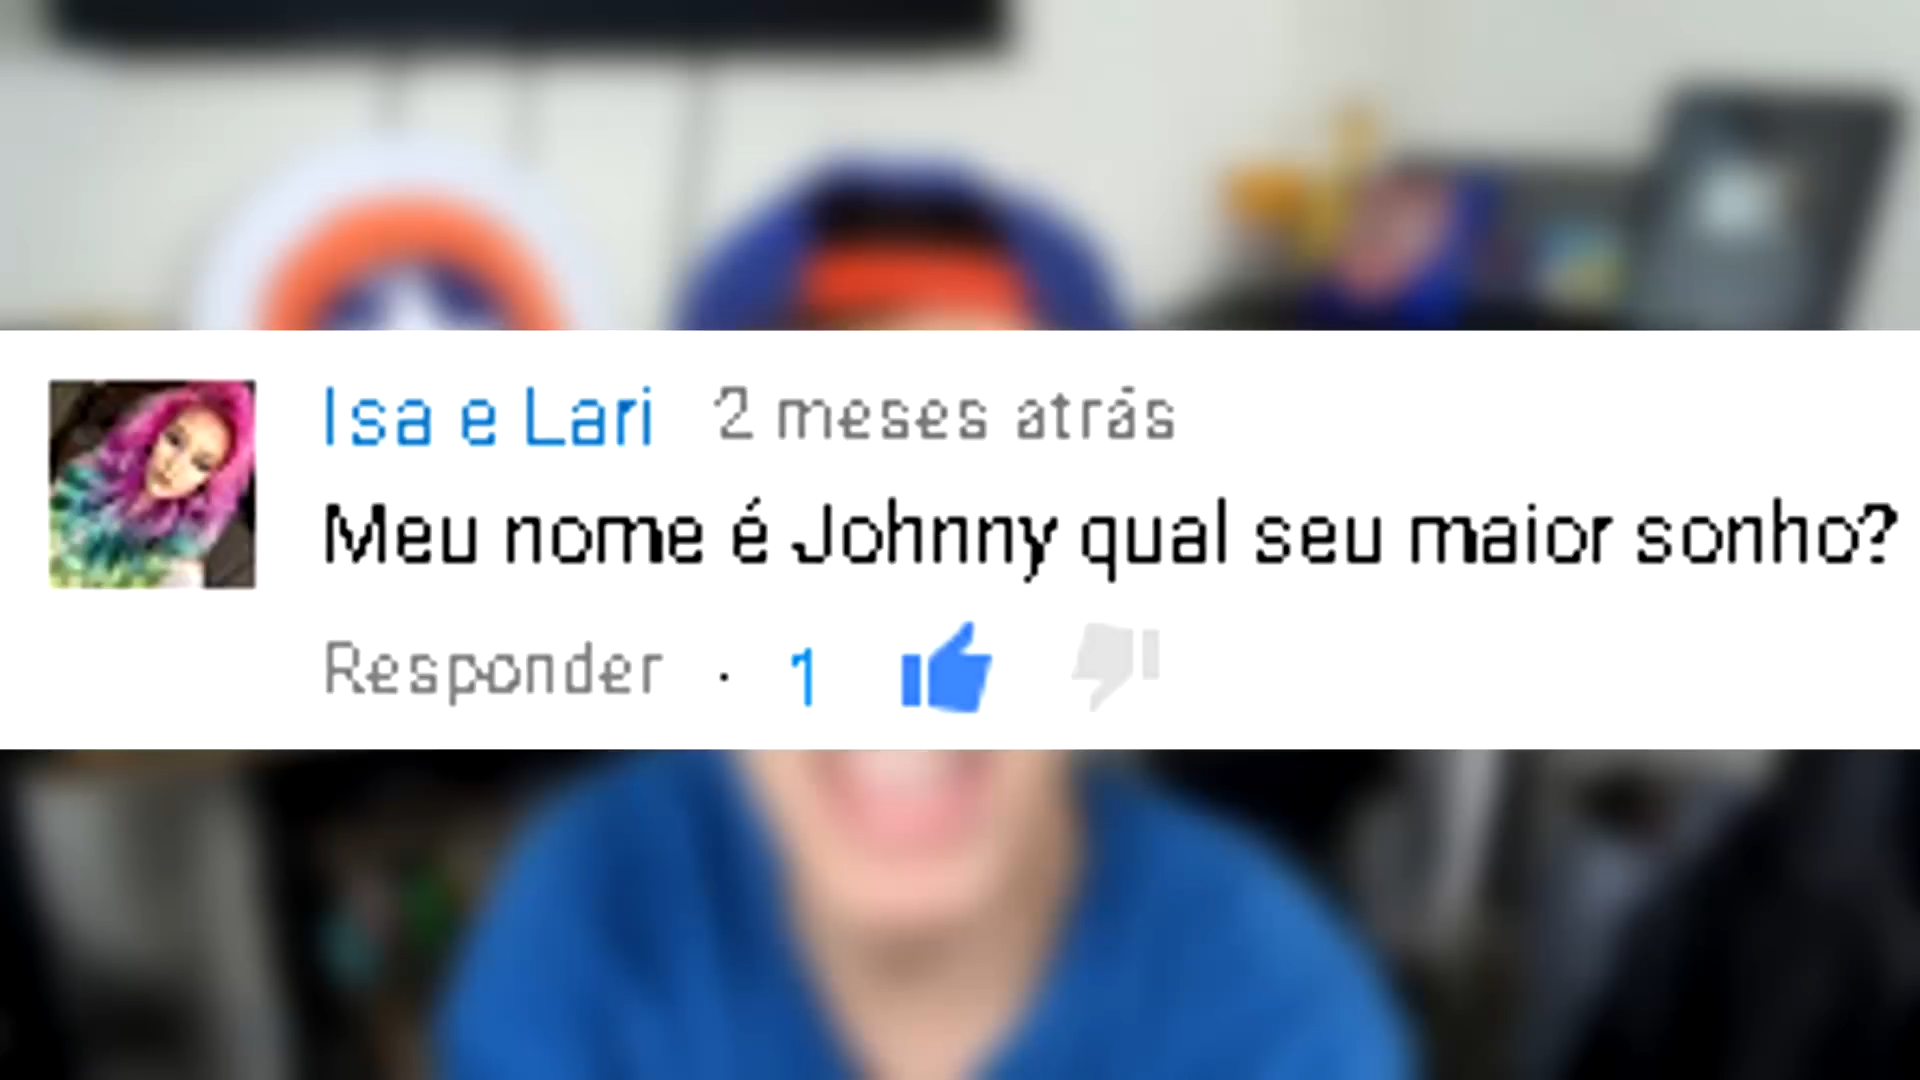 Isa e Lari 2 meses atrás
Meu nome é Johnny qual seu maior sonho?
Responder · 1